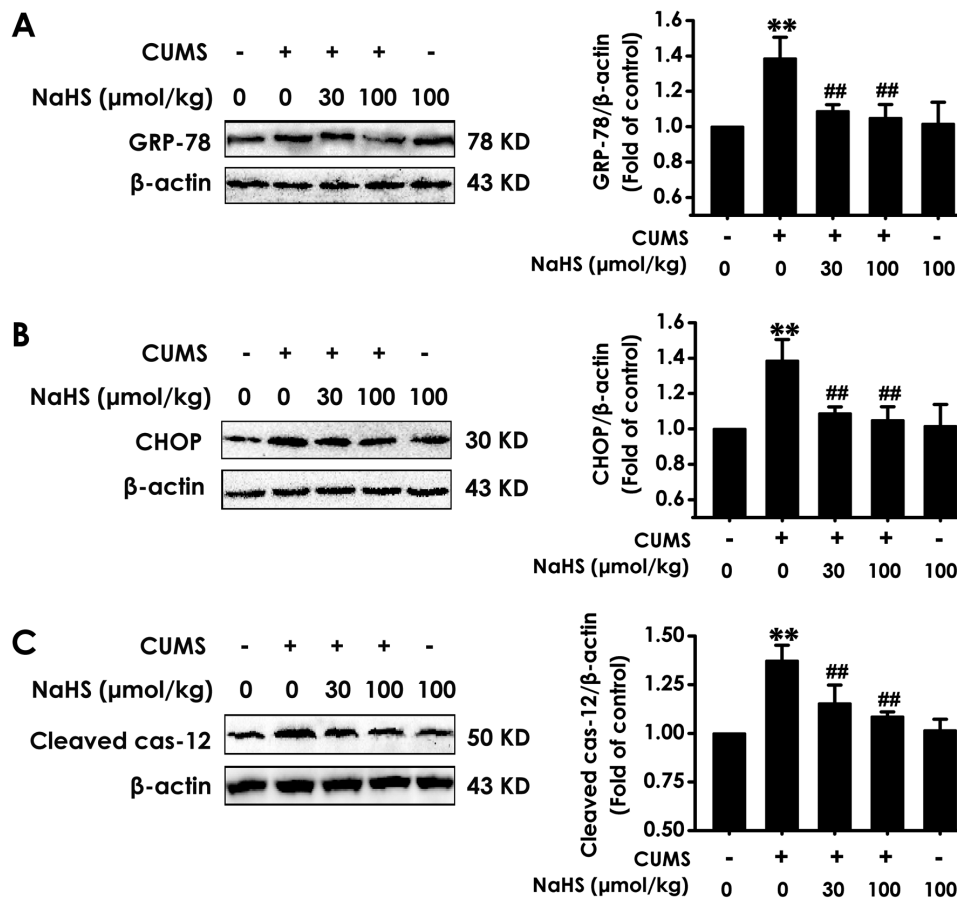 A
CUMS - + + + -
NaHS (μmol/kg) 0 0 30 100 100
GRP-78 78 KD
β-actin 43 KD
GRP-78/β-actin
(Fold of control)
1.6
1.4
1.2
1.0
0.8
0.6
**
##
##
CUMS - + + + -
NaHS (μmol/kg) 0 0 30 100 100
B
CUMS - + + + -
NaHS (μmol/kg) 0 0 30 100 100
CHOP 30 KD
β-actin 43 KD
CHOP/β-actin
(Fold of control)
1.6
1.4
1.2
1.0
0.8
0.6
**
##
##
CUMS - + + + -
NaHS (μmol/kg) 0 0 30 100 100
C
CUMS - + + + -
NaHS (μmol/kg) 0 0 30 100 100
Cleaved cas-12 50 KD
β-actin 43 KD
Cleaved cas-12/β-actin
(Fold of control)
1.50
1.25
1.00
0.75
0.50
**
##
##
CUMS - + + + -
NaHS (μmol/kg) 0 0 30 100 100